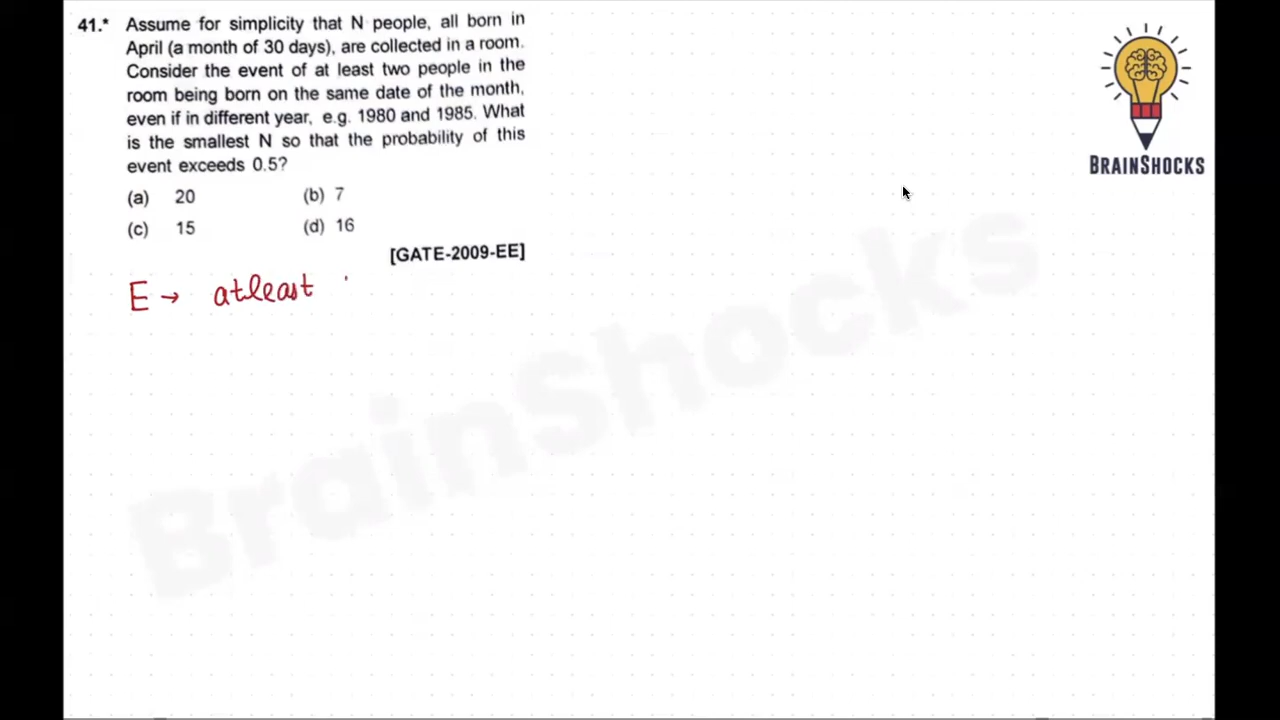 41.* Assume for simplicity that N people, all born in
April (a month of 30 days), are collected in a room.
Consider the event of at least two people in the
room being born on the same date of the month,
even if in different year, e.g. 1980 and 1985. What
is the smallest N so that the probability of this
event exceeds 0.5?
(a) 20 (b) 7
(c) 15 (d) 16
[GATE-2009-EE]
E → atleast
BRAINSHOCKS
BrainShocks